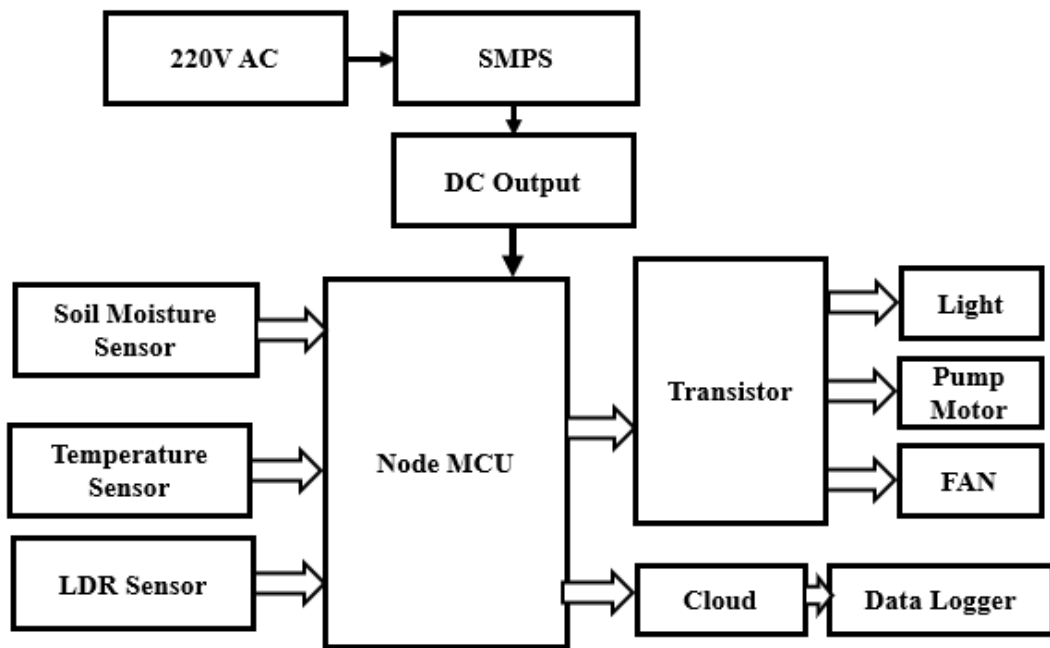 220V AC
SMPS
DC Output
Soil Moisture
Sensor
Temperature
Sensor
LDR Sensor
Node MCU
Transistor
Light
Pump
Motor
FAN
Cloud
Data Logger